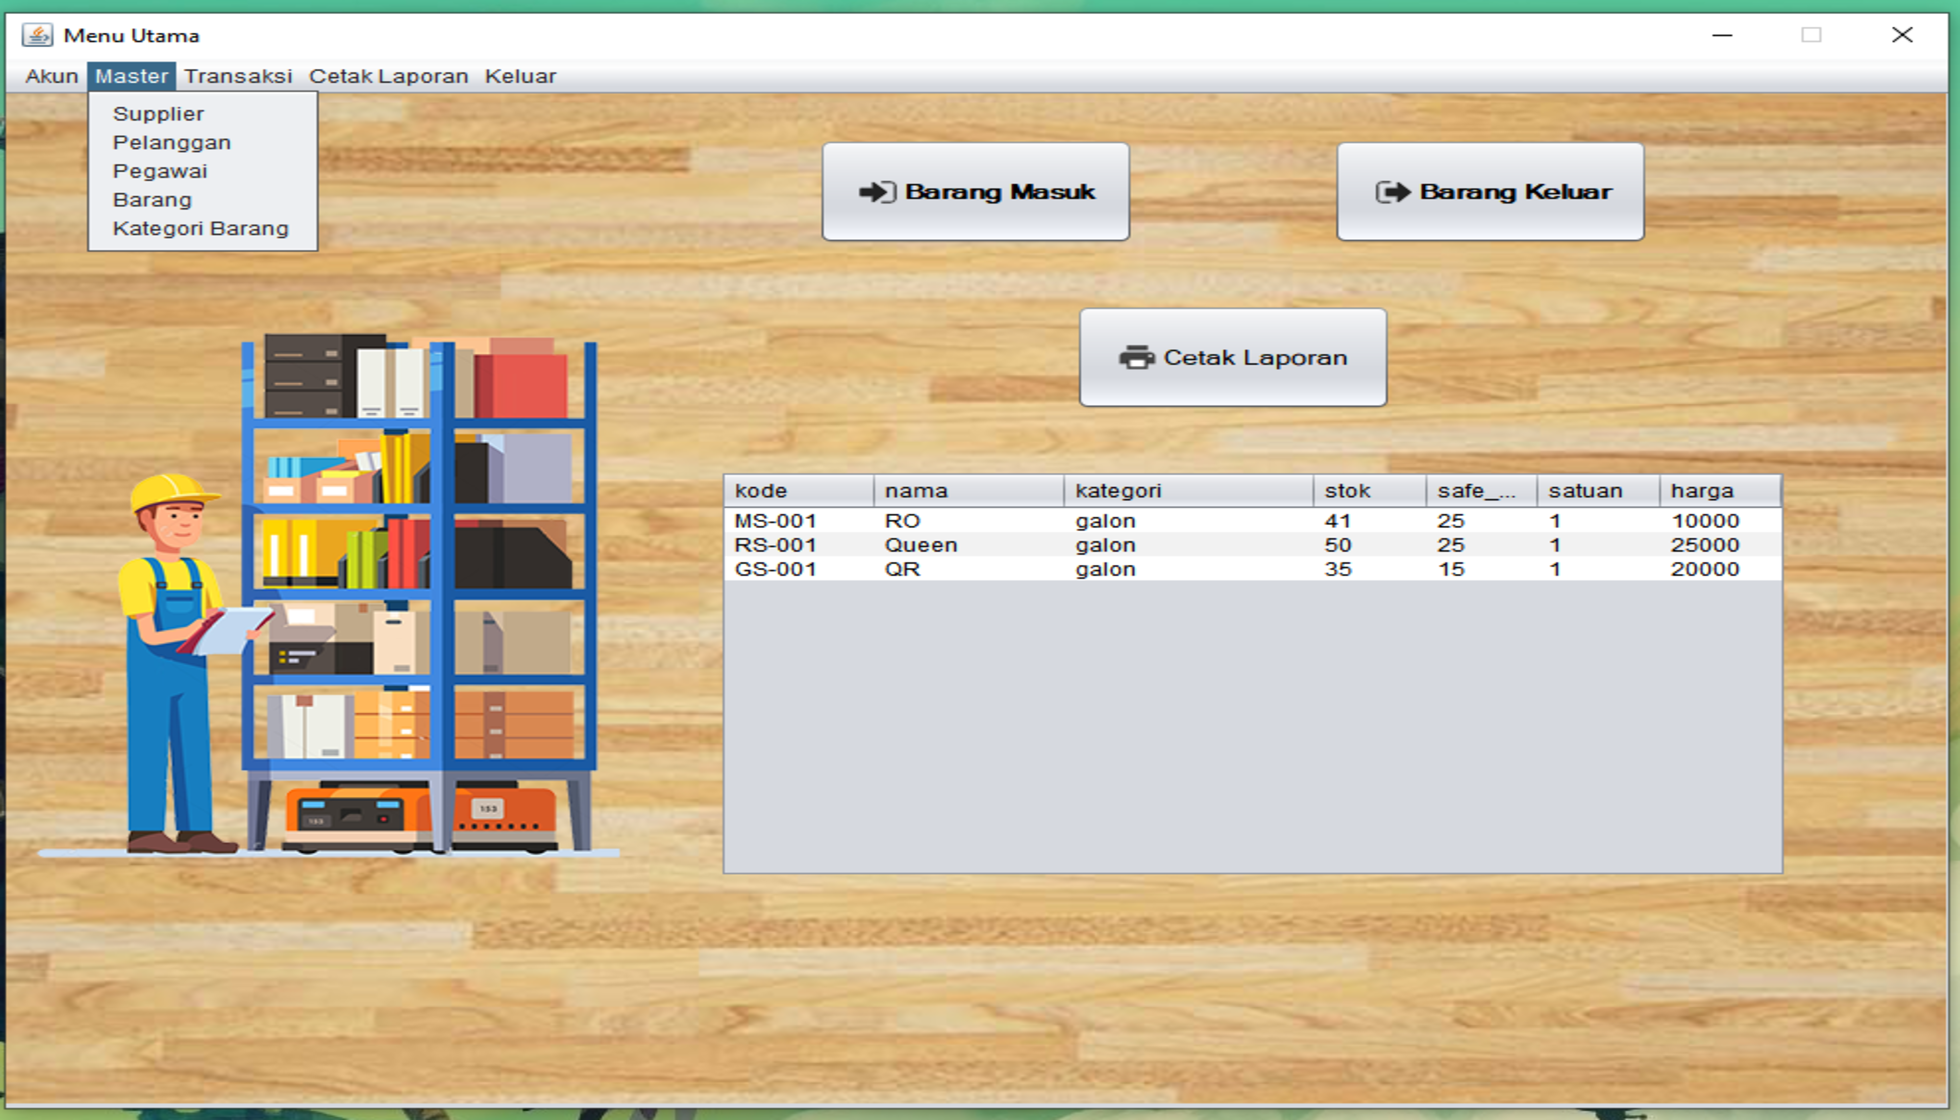 Menu Utama
Akun Master Transaksi Cetak Laporan Keluar
Supplier
Pelanggan
Pegawai
Barang
Kategori Barang
Barang Masuk
Barang Keluar
Cetak Laporan
kode nama kategori stok safe_... satuan harga
MS-001 RO galon 41 25 1 10000
RS-001 Queen galon 50 25 1 25000
GS-001 QR galon 35 15 1 20000
153 153